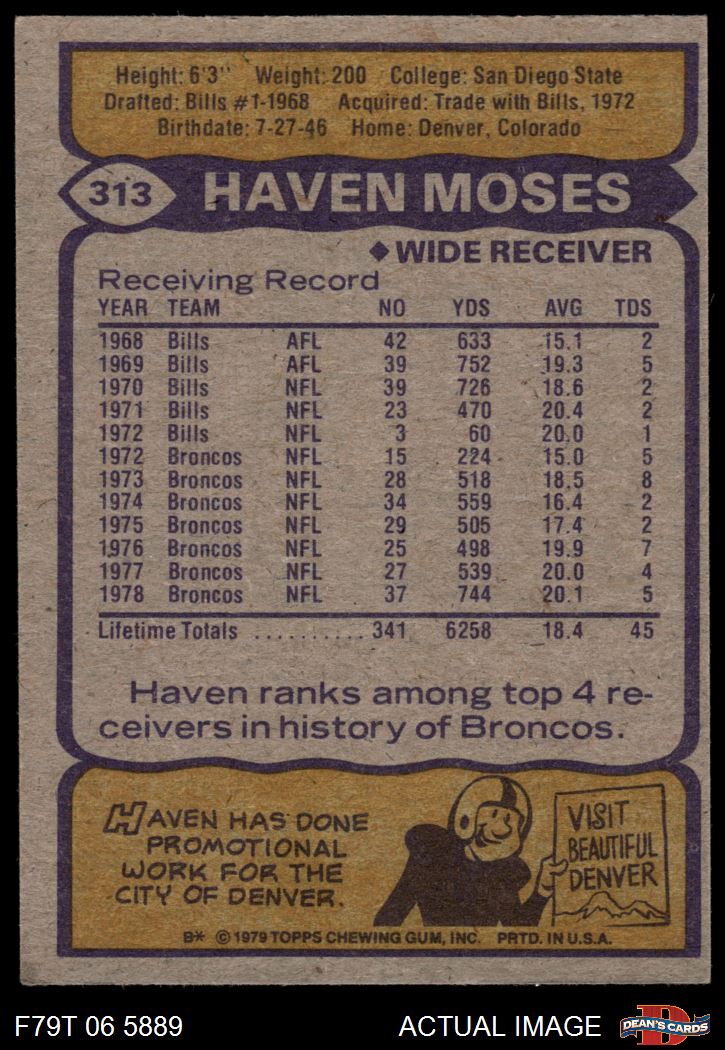 Height: 6'3" Weight: 200 College: San Diego State
Drafted: Bills #1-1968 Acquired: Trade with Bills, 1972
Birthdate: 7-27-46 Home: Denver, Colorado
313 HAVEN MOSES
◆ WIDE RECEIVER
Receiving Record
YEAR TEAM NO YDS AVG TDS
1968 Bills AFL 42 633 15.1 2
1969 Bills AFL 39 752 19.3 5
1970 Bills NFL 39 726 18.6 2
1971 Bills NFL 23 470 20.4 2
1972 Bills NFL 3 60 20.0 1
1972 Broncos NFL 15 224 15.0 5
1973 Broncos NFL 28 518 18.5 8
1974 Broncos NFL 34 559 16.4 2
1975 Broncos NFL 29 505 17.4 2
1976 Broncos NFL 25 498 19.9 7
1977 Broncos NFL 27 539 20.0 4
1978 Broncos NFL 37 744 20.1 5
Lifetime Totals .......... 341 6258 18.4 45
Haven ranks among top 4 re-
ceivers in history of Broncos.
HAVEN HAS DONE
PROMOTIONAL
WORK FOR THE
CITY OF DENVER.
VISIT
BEAUTIFUL
DENVER
B* © 1979 TOPPS CHEWING GUM, INC. PRTD. IN U.S.A.
F79T 06 5889 ACTUAL IMAGE
D
DEAN'S CARDS